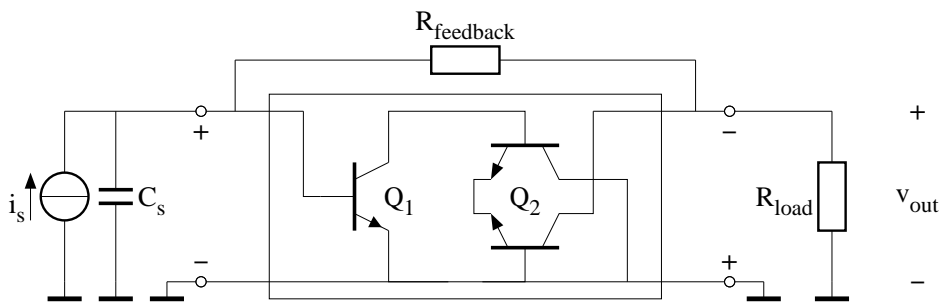 R_feedback
+
−
+
i_s
C_s
Q_1
Q_2
R_load
v_out
−
+
−